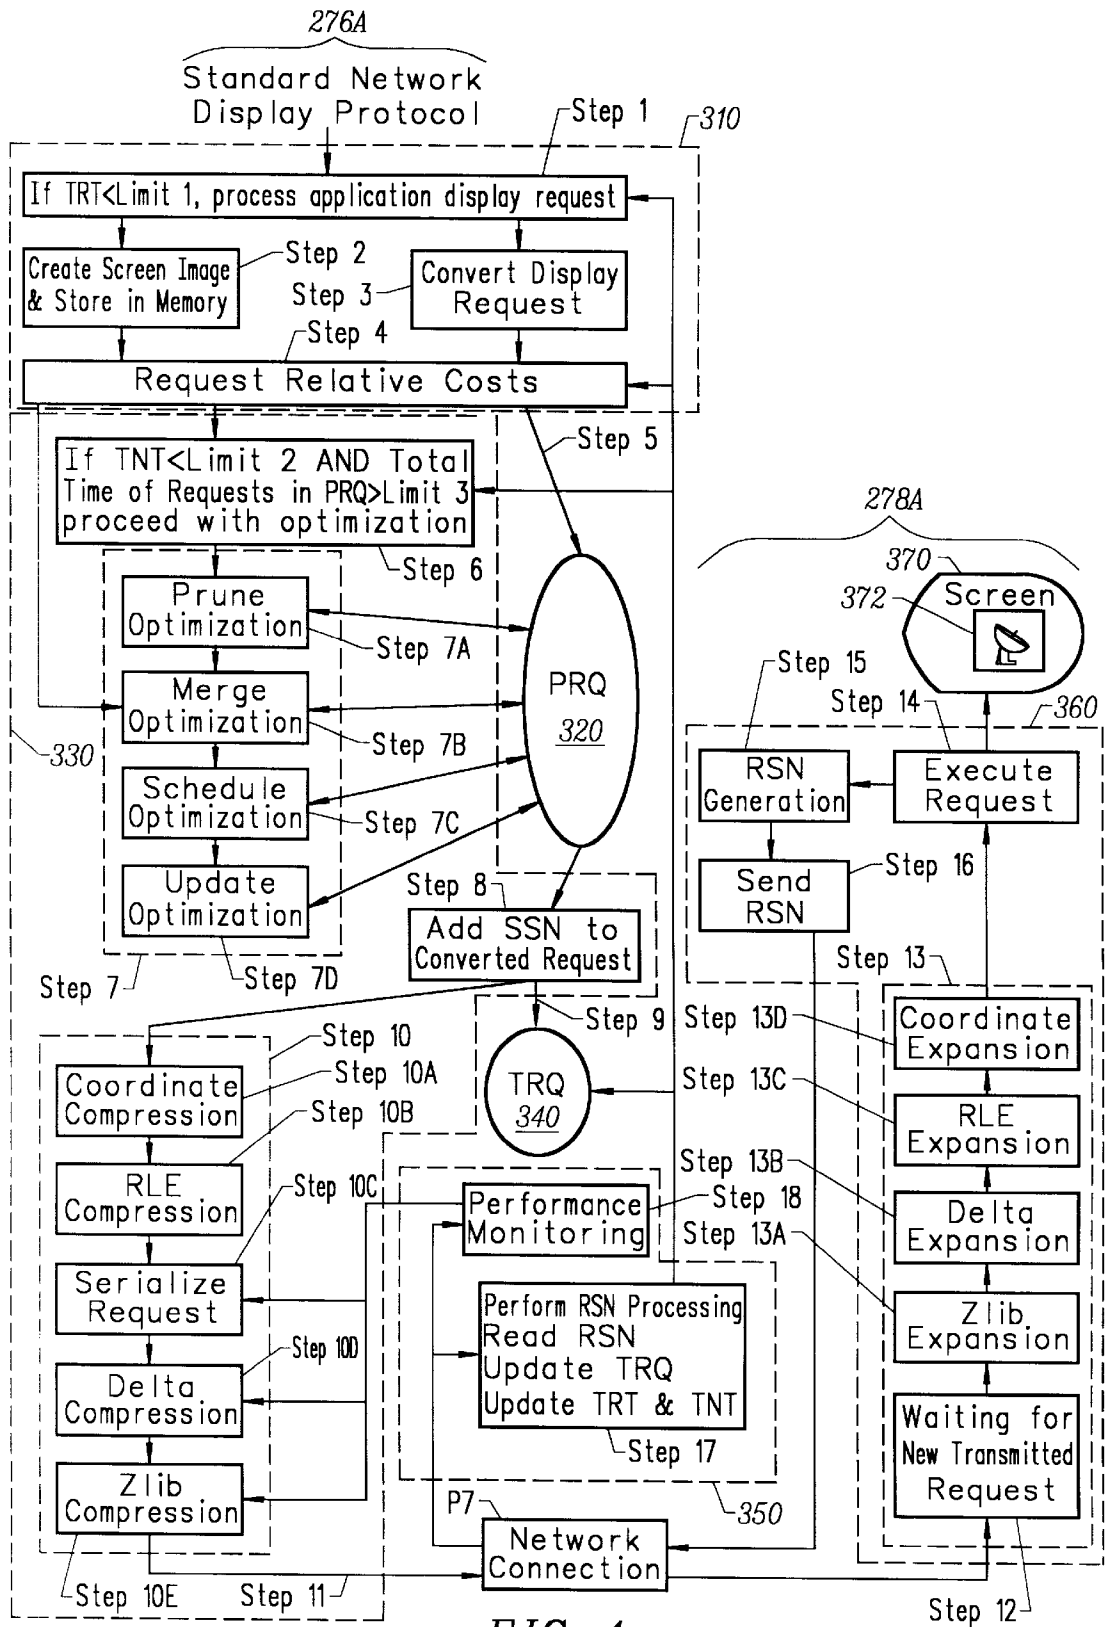 276A
Standard Network
Display Protocol
Step 1
310
If TRT<Limit 1, process application display request
Create Screen Image
& Store in Memory
Step 2
Step 3
Convert Display
Request
Step 4
Request Relative Costs
Step 5
If TNT<Limit 2 AND Total
Time of Requests in PRQ>Limit 3
proceed with optimization
Step 6
Prune
Optimization
Step 7A
Merge
Optimization
Step 7B
330
Schedule
Optimization
Step 7C
Update
Optimization
Step 7
Step 7D
PRQ
320
Step 8
Add SSN to
Converted Request
Step 9
TRQ
340
Step 10
Coordinate
Compression
Step 10A
Step 10B
RLE
Compression
Step 10C
Serialize
Request
Step 10D
Delta
Compression
Zlib
Compression
Step 10E
Step 11
Performance
Monitoring
Step 18
Perform RSN Processing
Read RSN
Update TRQ
Update TRT & TNT
Step 17
350
P7
Network
Connection
278A
370
Screen
372
Step 15
Step 14
360
RSN
Generation
Execute
Request
Send
RSN
Step 16
Step 13
Step 13D
Coordinate
Expansion
Step 13C
RLE
Expansion
Step 13B
Delta
Expansion
Step 13A
Zlib
Expansion
Waiting for
New Transmitted
Request
Step 12